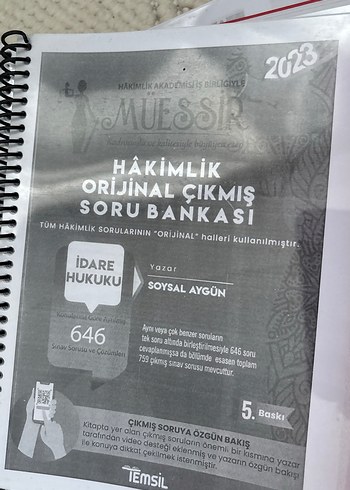 2023
HÂKİMLİK AKADEMİSİ İŞ BİRLİĞİYLE
MÜESSİR
HÂKİMLİK
ORİJİNAL ÇIKMIŞ
SORU BANKASI
TÜM HÂKİMLİK SORULARININ "ORİJİNAL" halleri kullanılmıştır.
İDARE
HUKUKU
Yazar
SOYSAL AYGÜN
646
Sınav Sorusu ve Çözümleri
Aynı veya çok benzer soruların
tek soru altında birleştirilmesiyle 646 soru
cevaplanmışsa da bölümde esasen toplam
753 çıkmış sınav sorusu mevcuttur.
5. Baskı
ÇIKMIŞ SORUYA ÖZGÜN BAKIŞ
Kitapta yer alan çıkmış soruların önemli bir kısmına yazar
tarafından video desteği eklenmiş ve yazarın özgün bakışı
ile konuya dikkat çekilmek istenmiştir.
TEMSİL